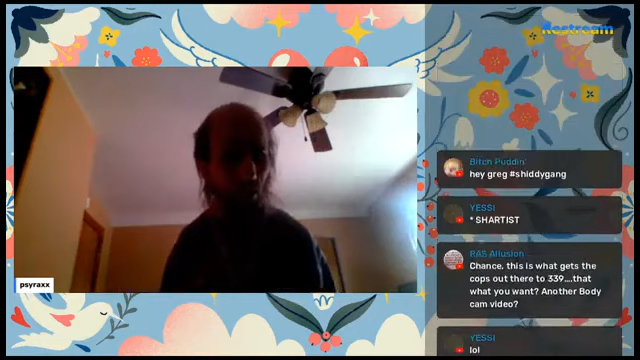 Restream
Bitch Puddin'
hey greg #shiddygang
YESSI
* SHARTIST
RAS Allusion
Chance, this is what gets the
cops out there to 339....that
what you want? Another Body
cam video?
psyraxx
YESSI
lol